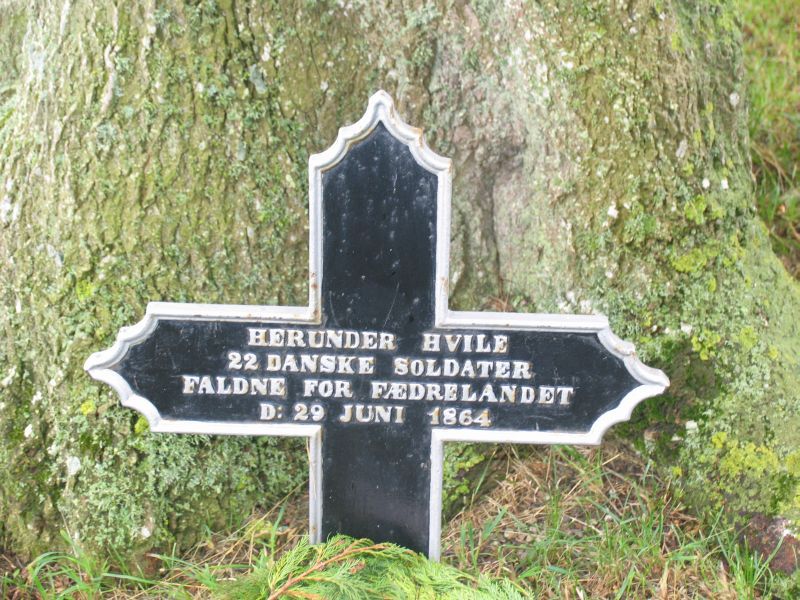 HERUNDER HVILE
22 DANSKE SOLDATER
FALDNE FOR FÆDRELANDET
D: 29 JUNI 1864